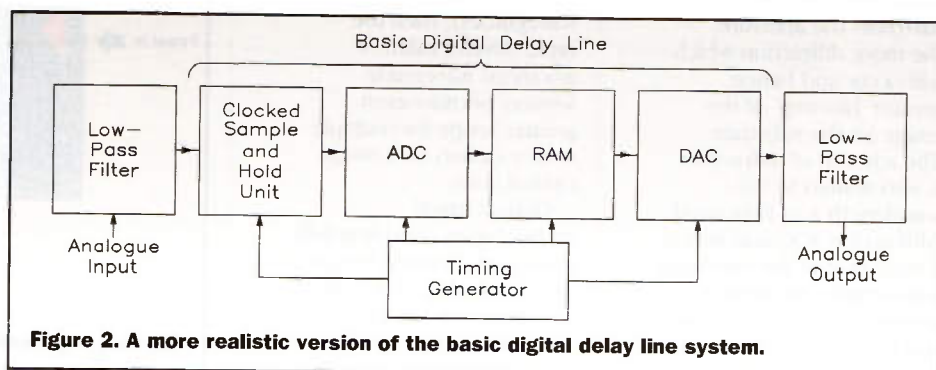 Basic Digital Delay Line
Low–
Pass
Filter
Clocked
Sample
and
Hold
Unit
ADC
RAM
DAC
Low–
Pass
Filter
Analogue
Input
Timing
Generator
Analogue
Output
Figure 2. A more realistic version of the basic digital delay line system.